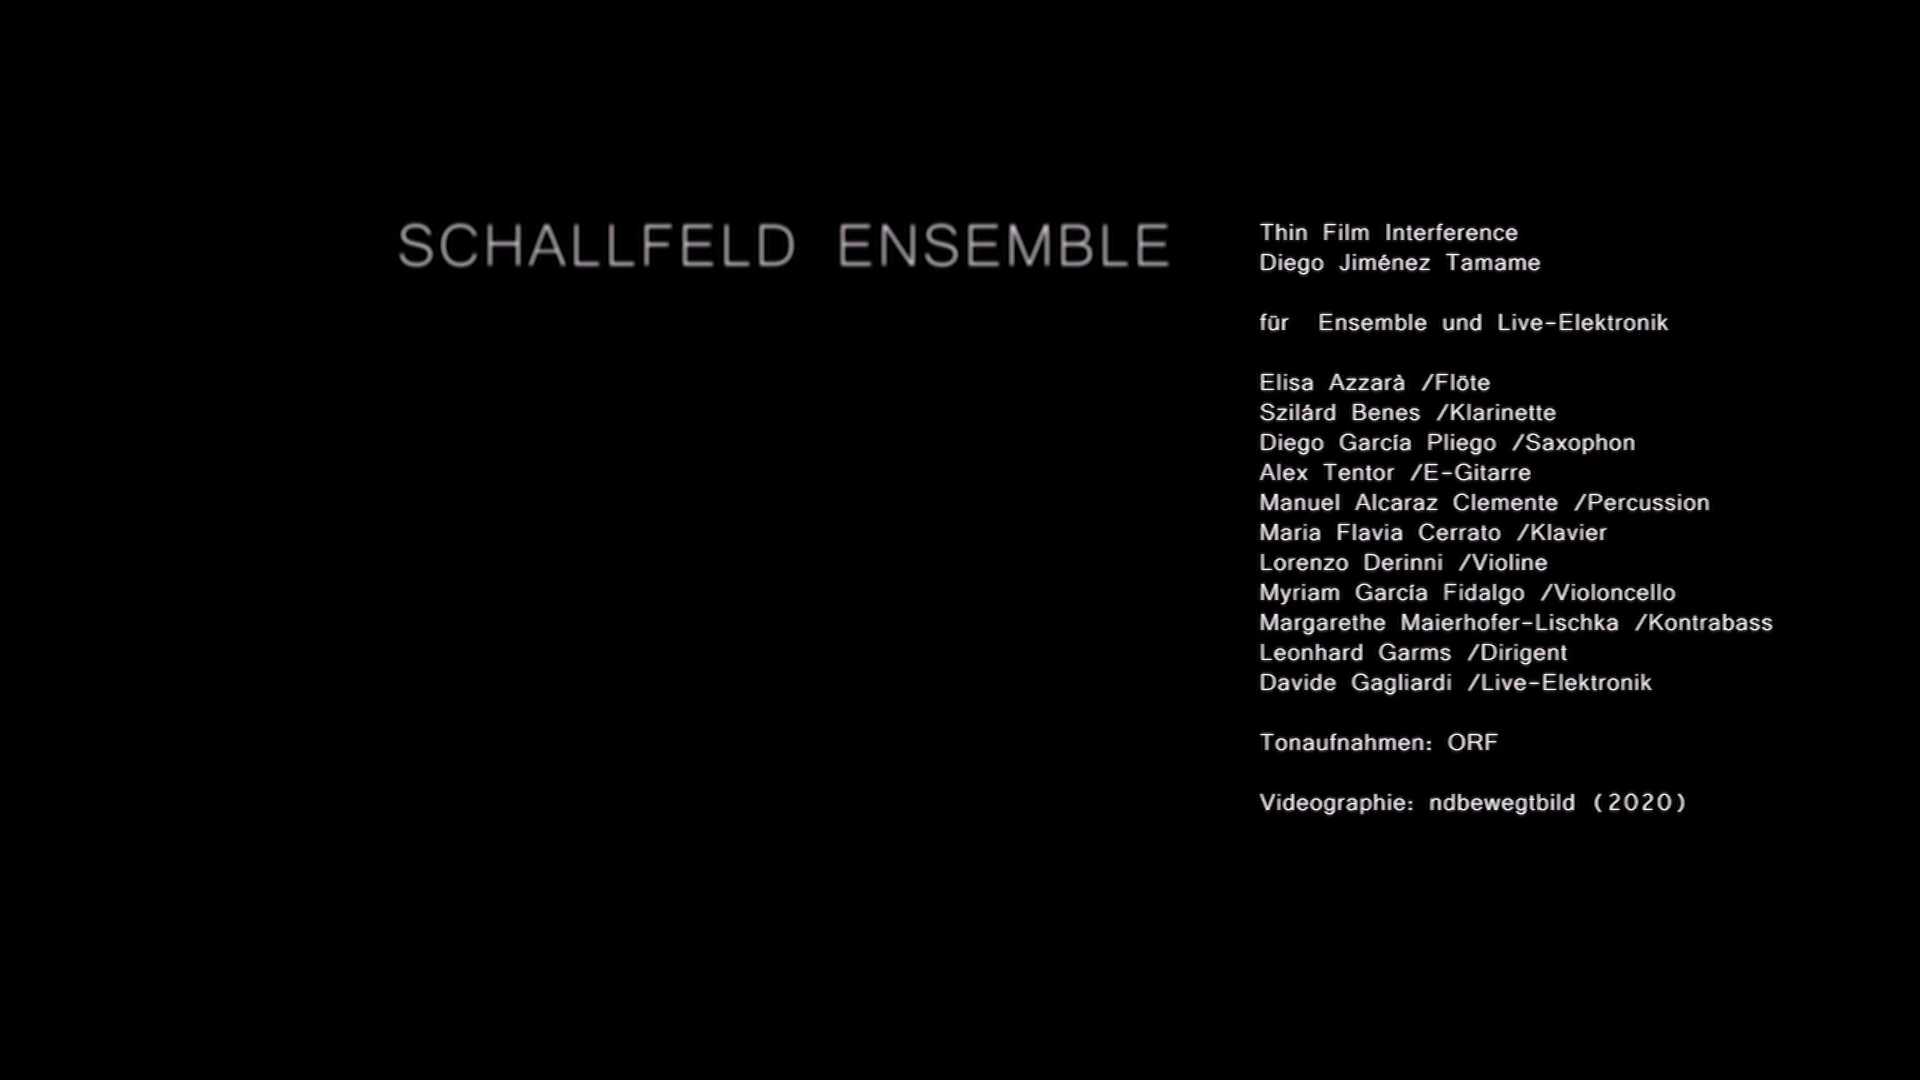 SCHALLFELD ENSEMBLE
Thin Film Interference
Diego Jiménez Tamame
für Ensemble und Live-Elektronik
Elisa Azzarà /Flöte
Szilárd Benes /Klarinette
Diego García Pliego /Saxophon
Alex Tentor /E-Gitarre
Manuel Alcaraz Clemente /Percussion
Maria Flavia Cerrato /Klavier
Lorenzo Derinni /Violine
Myriam García Fidalgo /Violoncello
Margarethe Maierhofer-Lischka /Kontrabass
Leonhard Garms /Dirigent
Davide Gagliardi /Live-Elektronik
Tonaufnahmen: ORF
Videographie: ndbewegtbild (2020)